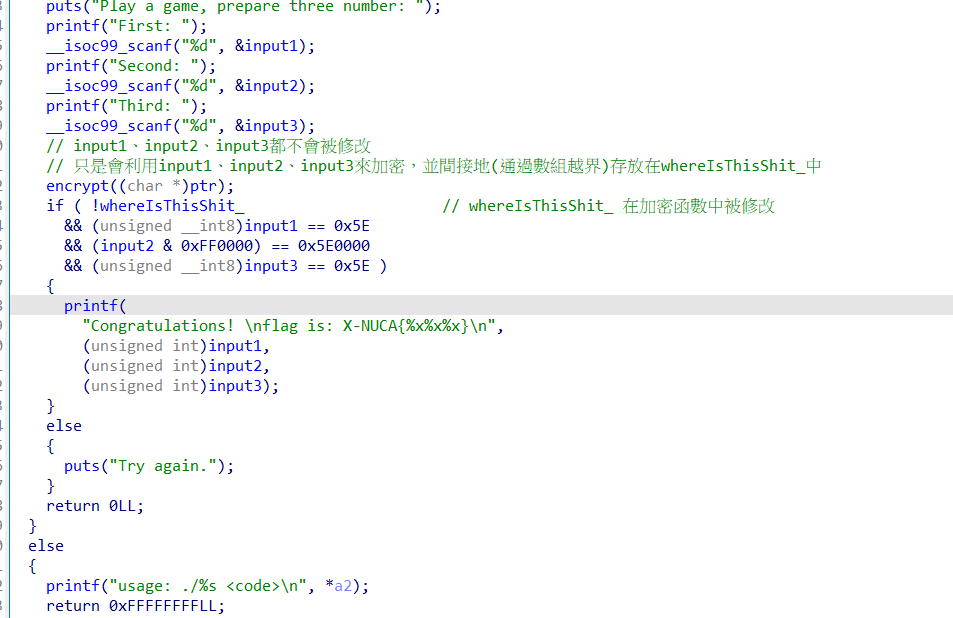 puts("Play a game, prepare three number: ");
printf("First: ");
__isoc99_scanf("%d", &input1);
printf("Second: ");
__isoc99_scanf("%d", &input2);
printf("Third: ");
__isoc99_scanf("%d", &input3);
// input1、input2、input3都不會被修改
// 只是會利用input1、input2、input3來加密，並間接地(通過數組越界)存放在whereIsThisShit_中
encrypt((char *)ptr);
if ( !whereIsThisShit_ // whereIsThisShit_ 在加密函數中被修改
&& (unsigned __int8)input1 == 0x5E
&& (input2 & 0xFF0000) == 0x5E0000
&& (unsigned __int8)input3 == 0x5E )
{
printf(
"Congratulations! \nflag is: X-NUCA{%x%x%x}\n",
(unsigned int)input1,
(unsigned int)input2,
(unsigned int)input3);
}
else
{
puts("Try again.");
}
return 0LL;
}
else
{
printf("usage: ./%s <code>\n", *a2);
return 0xFFFFFFFFLL;